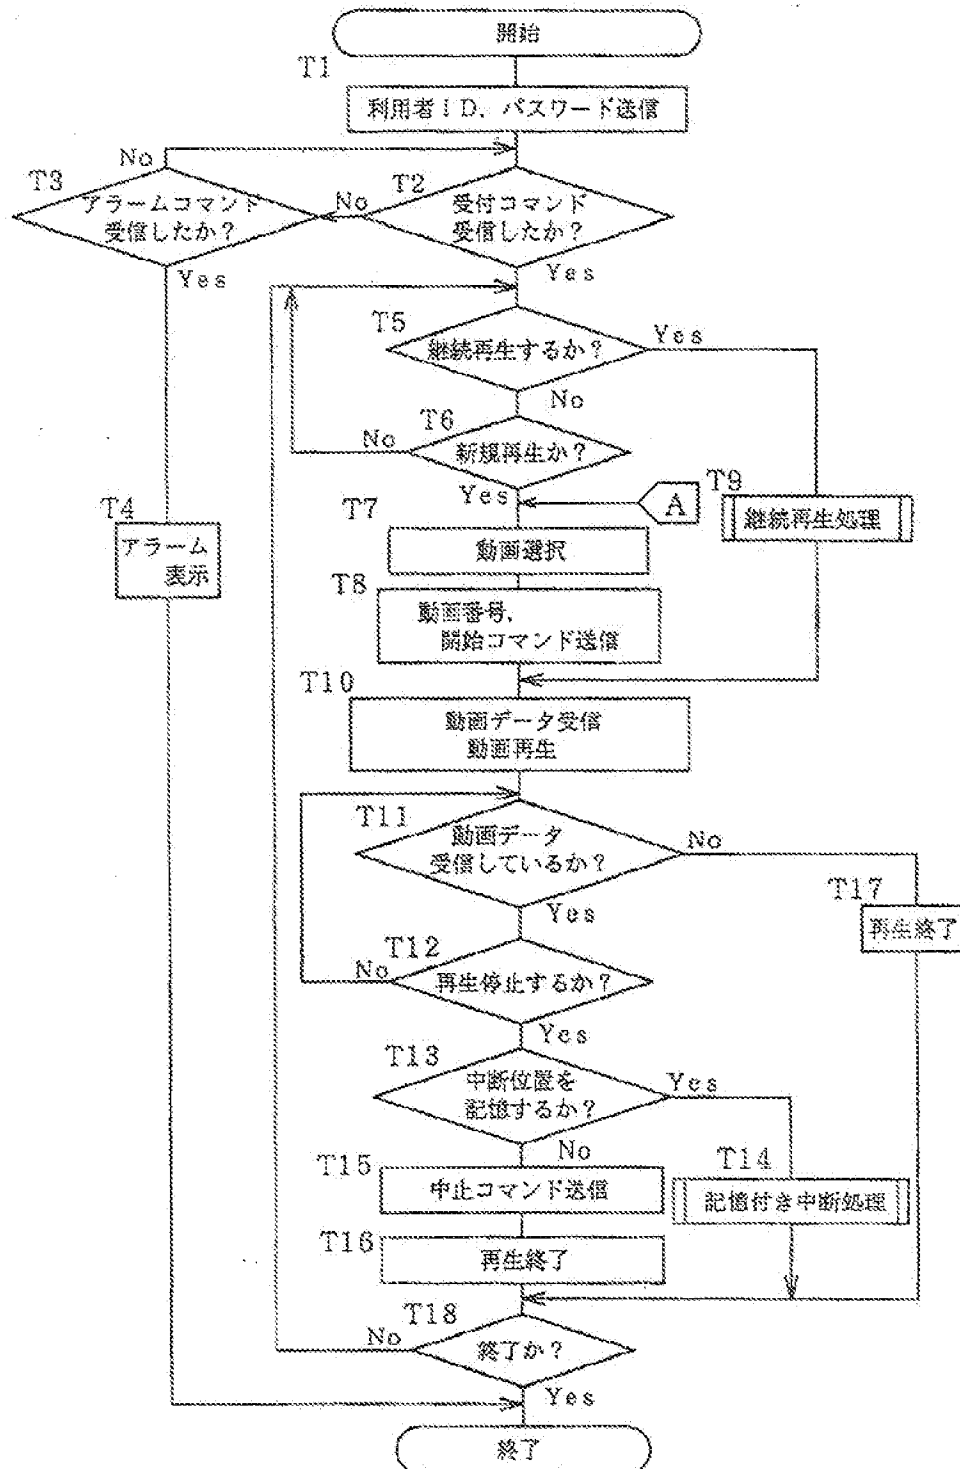 開始
T1
利用者ID, パスワード送信
No
T3
アラームコマンド
受信したか?
No
T2
受付コマンド
受信したか?
Yes
Yes
T5
継続再生するか?
Yes
No
T6
新規再生か?
No
Yes
A
T9
継続再生処理
T4
アラーム
表示
T7
動画選択
T8
動画番号,
開始コマンド送信
T10
動画データ受信
動画再生
T11
動画データ
受信しているか?
No
T17
再生終了
Yes
T12
再生停止するか?
No
Yes
T13
中断位置を
記憶するか?
Yes
No
T14
記憶付き中断処理
T15
中止コマンド送信
T16
再生終了
T18
終了か?
No
Yes
終了